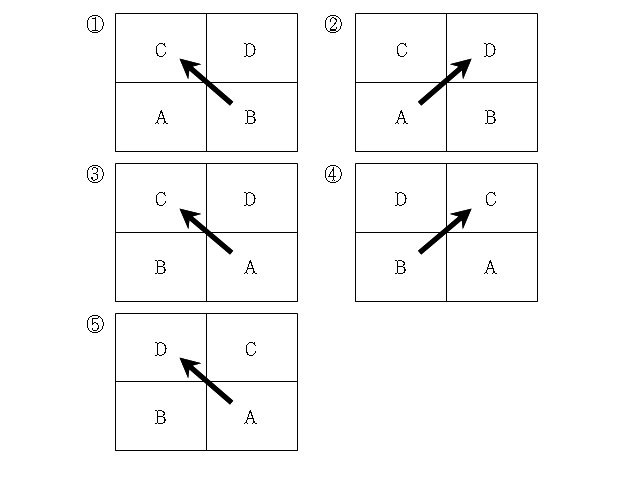 ① C D ② C D
A B A B
③ C D ④ D C
B A B A
⑤ D C
B A